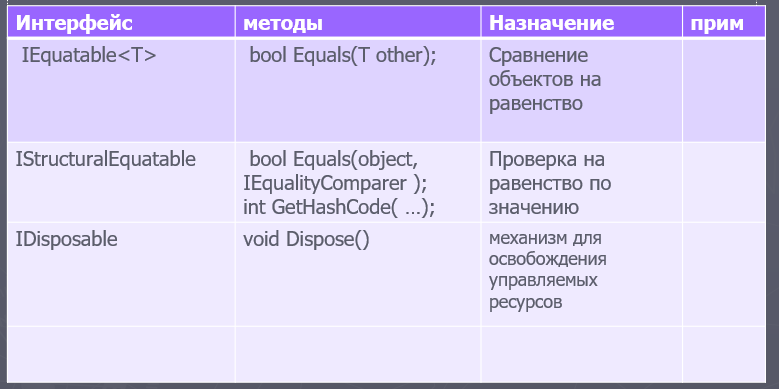 Интерфейс методы Назначение прим
IEquatable<T> bool Equals(T other); Сравнение
объектов на
равенство
IStructuralEquatable bool Equals(object, Проверка на
IEqualityComparer ); равенство по
int GetHashCode( …); значению
IDisposable void Dispose() механизм для
освобождения
управляемых
ресурсов